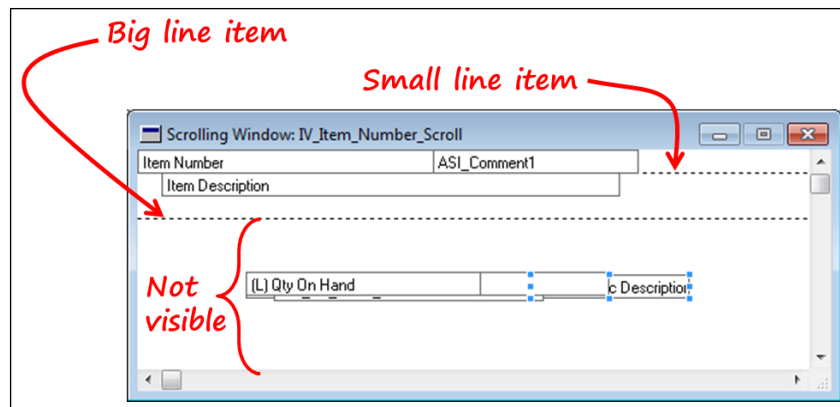 Big line item
Small line item
Scrolling Window: IV_Item_Number_Scroll
Item Number ASI_Comment1
Item Description
Not
visible
(L) Qty On Hand c Description